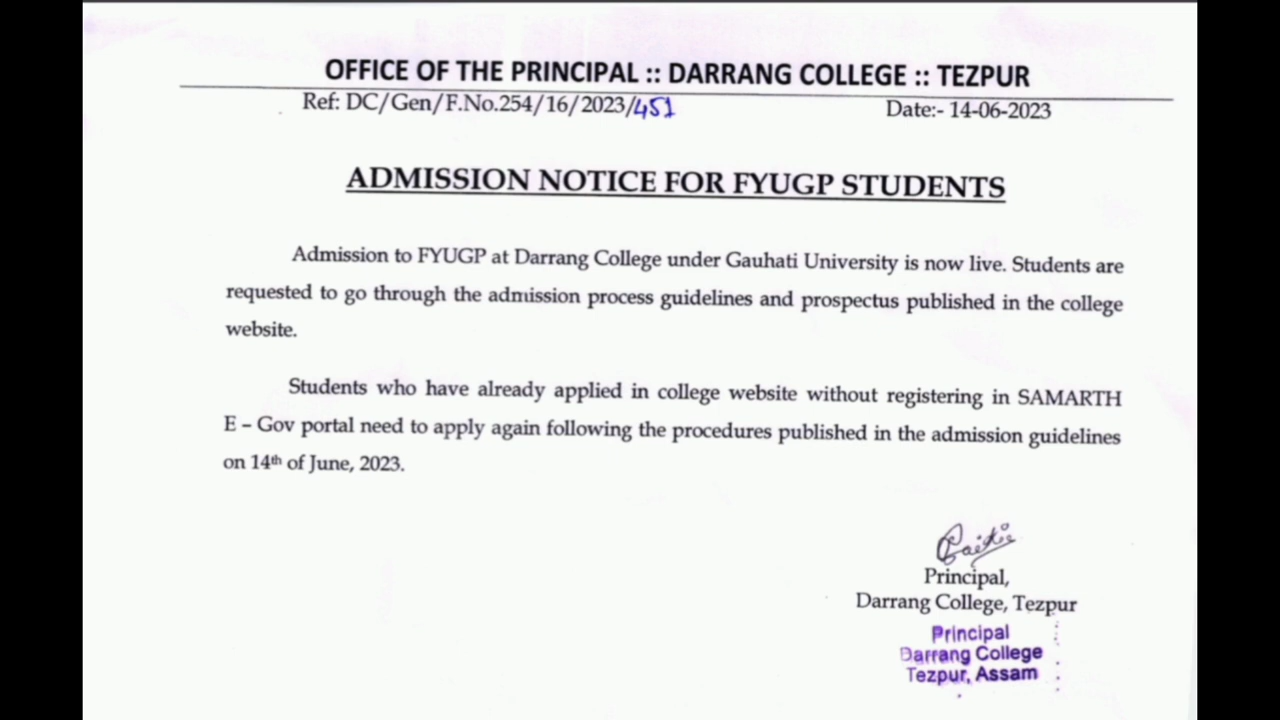 OFFICE OF THE PRINCIPAL :: DARRANG COLLEGE :: TEZPUR
Ref: DC/Gen/F.No.254/16/2023/451 Date:- 14-06-2023
ADMISSION NOTICE FOR FYUGP STUDENTS
Admission to FYUGP at Darrang College under Gauhati University is now live. Students are
requested to go through the admission process guidelines and prospectus published in the college
website.
Students who have already applied in college website without registering in SAMARTH
E – Gov portal need to apply again following the procedures published in the admission guidelines
on 14th of June, 2023.
Principal,
Darrang College, Tezpur
Principal
Darrang College
Tezpur, Assam